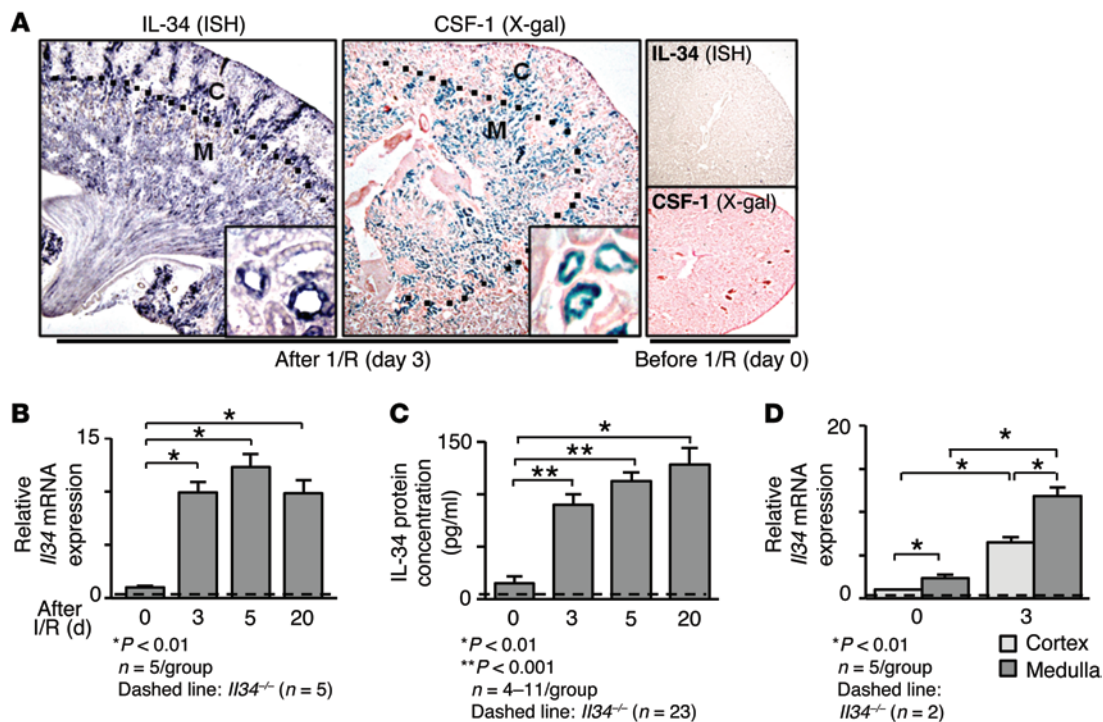 A
IL-34 (ISH)
CSF-1 (X-gal)
C
M
C
M
IL-34 (ISH)
CSF-1 (X-gal)
After 1/R (day 3)
Before 1/R (day 0)
B
Relative
Il34 mRNA
expression
15
0
* * *
After
I/R (d)
0 3 5 20
*P < 0.01
n = 5/group
Dashed line: Il34–/– (n = 5)
C
IL-34 protein
concentration
(pg/ml)
150
0
*
**
**
0 3 5 20
*P < 0.01
**P < 0.001
n = 4–11/group
Dashed line: Il34–/– (n = 23)
D
Relative
Il34 mRNA
expression
20
0
*
* *
*
0 3
*P < 0.01
n = 5/group
Dashed line:
Il34–/– (n = 2)
Cortex
Medulla